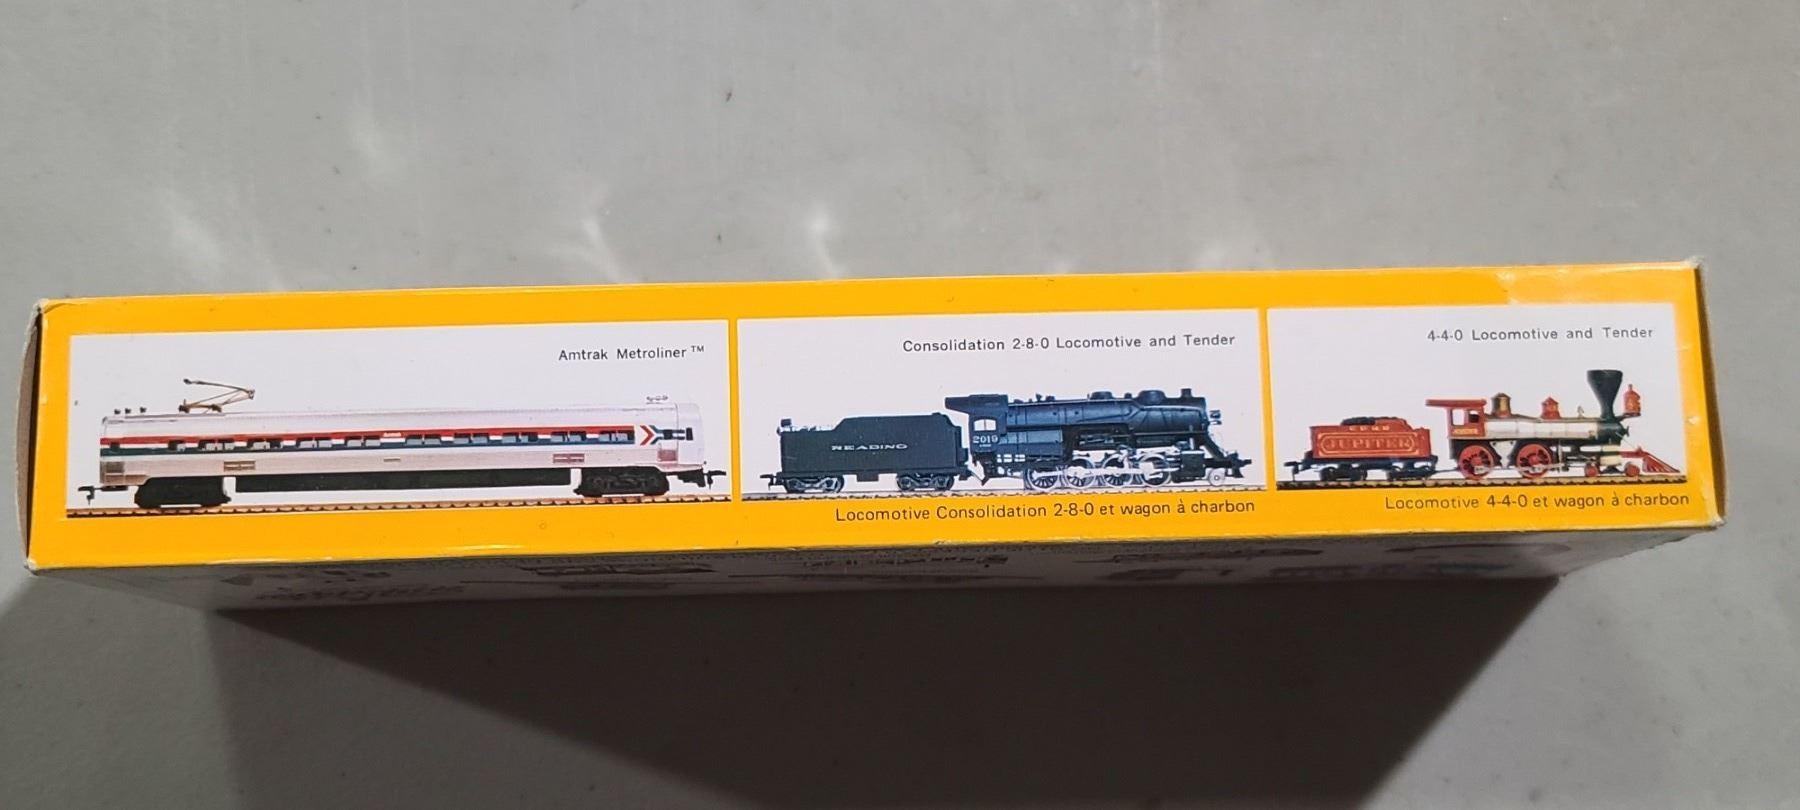 Amtrak Metroliner™
Consolidation 2-8-0 Locomotive and Tender
READING
2019
Locomotive Consolidation 2-8-0 et wagon à charbon
4-4-0 Locomotive and Tender
JUPITER
Locomotive 4-4-0 et wagon à charbon